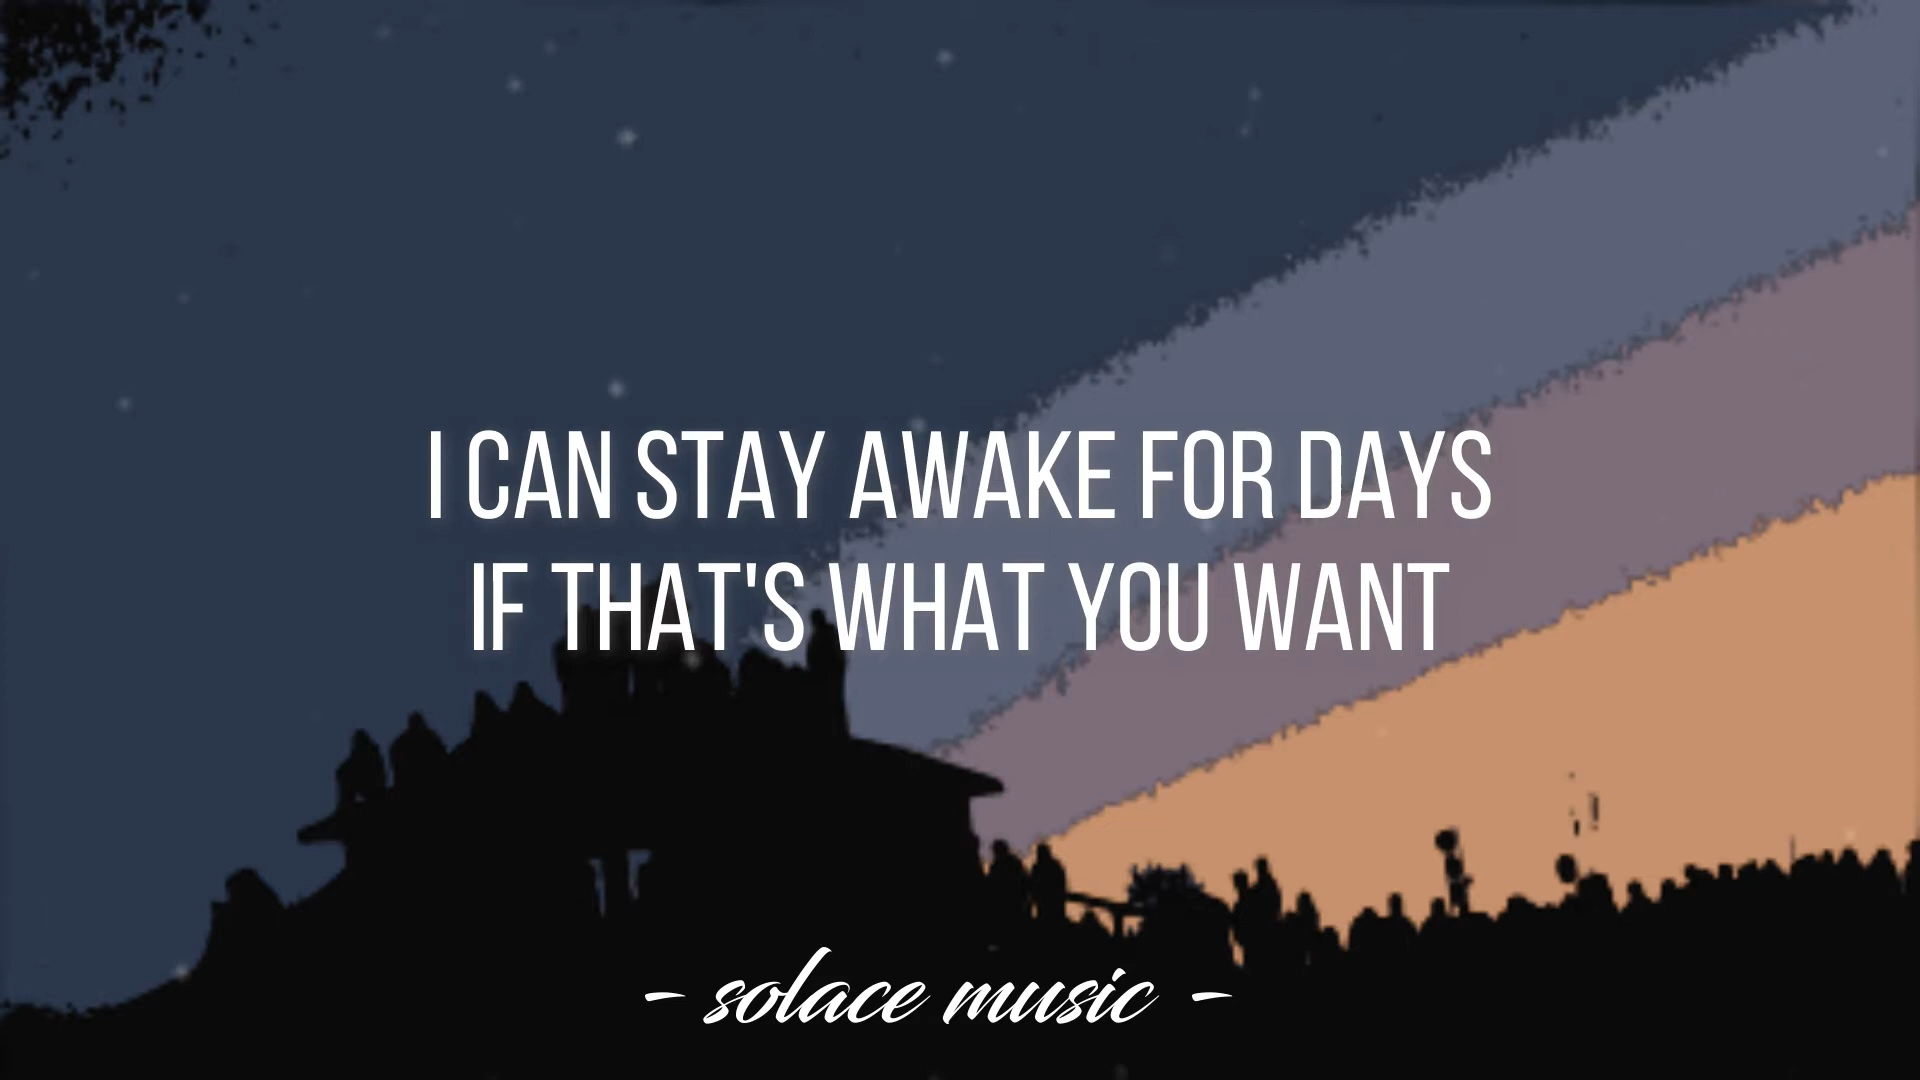 I CAN STAY AWAKE FOR DAYS
IF THAT'S WHAT YOU WANT
- solace music -